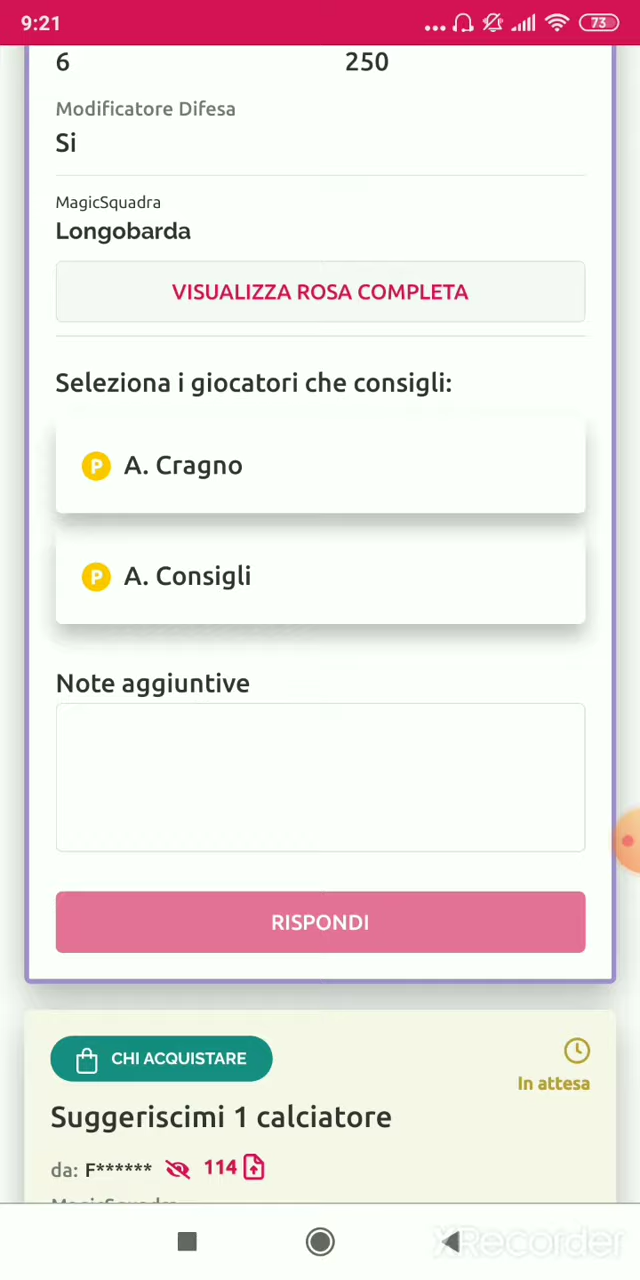 9:21
73
6 250
Modificatore Difesa
Si
MagicSquadra
Longobarda
VISUALIZZA ROSA COMPLETA
Seleziona i giocatori che consigli:
P A. Cragno
P A. Consigli
Note aggiuntive
RISPONDI
CHI ACQUISTARE
In attesa
Suggeriscimi 1 calciatore
da: F****** 114
MagicSquadra
XRecorder